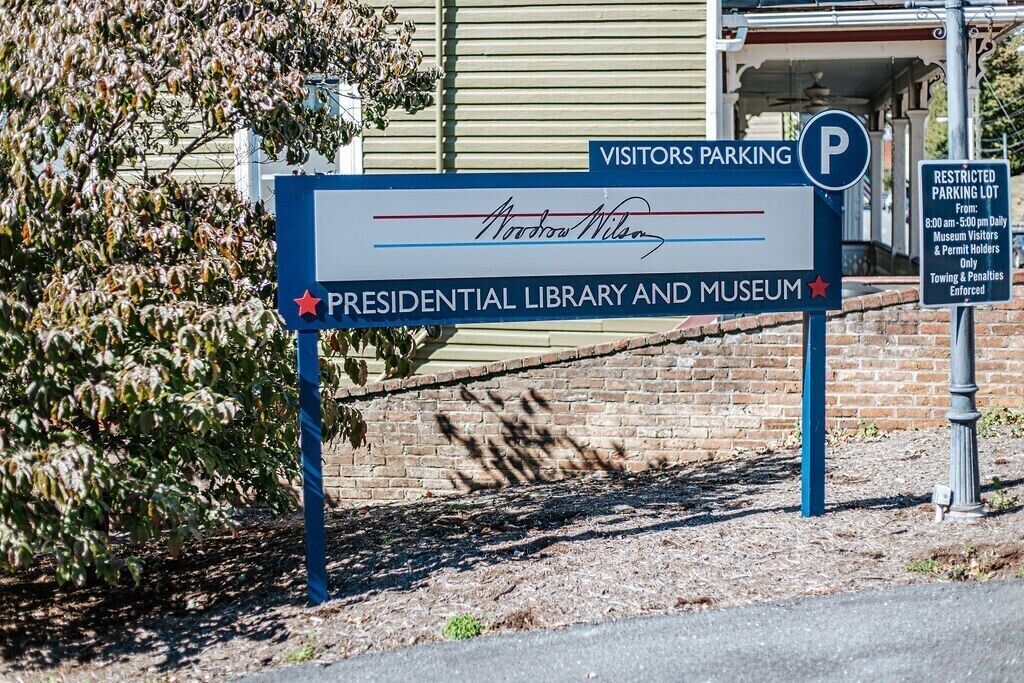 VISITORS PARKING P
Woodrow Wilson
PRESIDENTIAL LIBRARY AND MUSEUM
RESTRICTED
PARKING LOT
From:
8:00 am - 5:00 pm Daily
Museum Visitors
& Permit Holders
Only
Towing & Penalties
Enforced